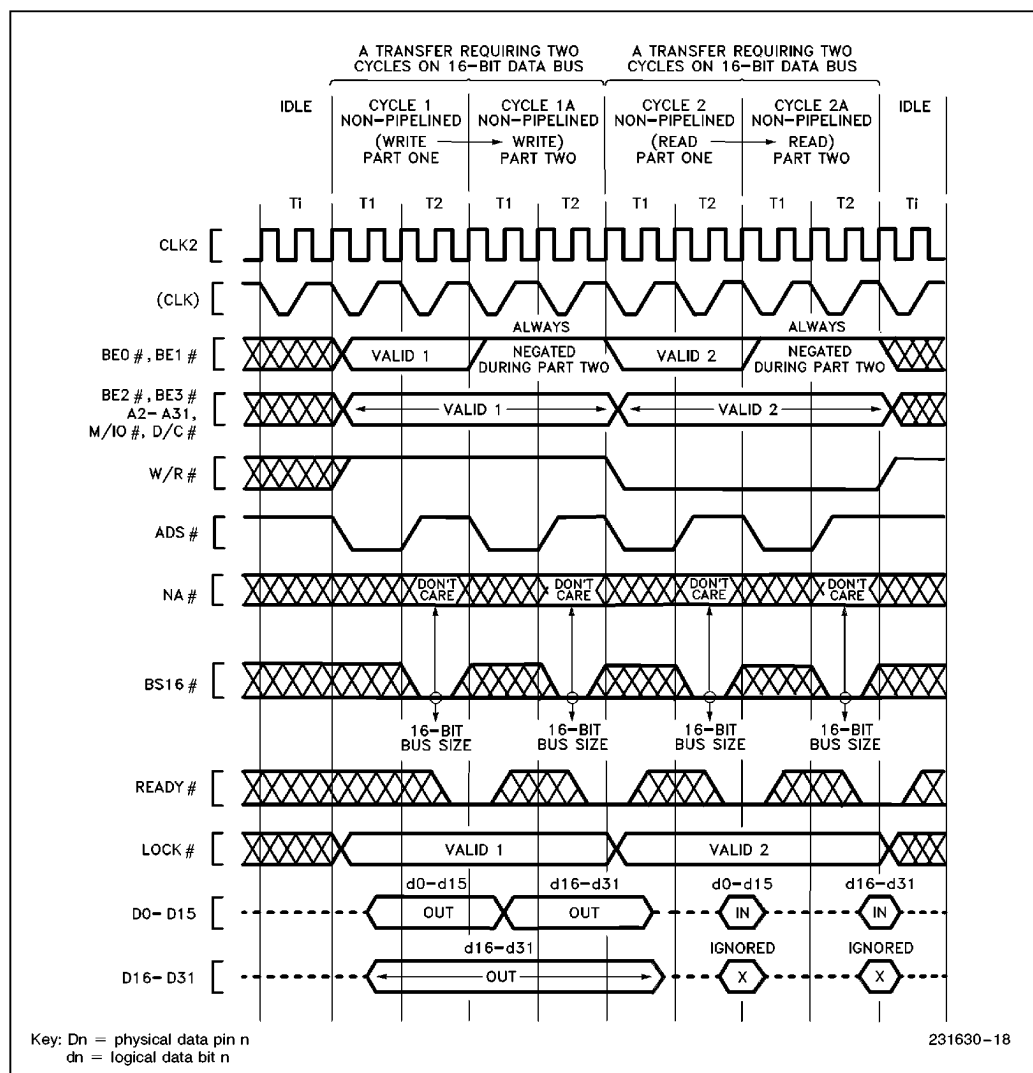 A TRANSFER REQUIRING TWO
CYCLES ON 16-BIT DATA BUS
A TRANSFER REQUIRING TWO
CYCLES ON 16-BIT DATA BUS
IDLE
CYCLE 1
NON-PIPELINED
(WRITE
PART ONE
CYCLE 1A
NON-PIPELINED
WRITE)
PART TWO
CYCLE 2
NON-PIPELINED
(READ
PART ONE
CYCLE 2A
NON-PIPELINED
READ)
PART TWO
IDLE
Ti T1 T2 T1 T2 T1 T2 T1 T2 Ti
CLK2
(CLK)
BE0 #, BE1 #
VALID 1
ALWAYS
NEGATED
DURING PART TWO
VALID 2
ALWAYS
NEGATED
DURING PART TWO
BE2 #, BE3 #
A2-A31,
M/IO #, D/C #
VALID 1
VALID 2
W/R #
ADS #
NA #
DON'T
CARE
DON'T
CARE
DON'T
CARE
DON'T
CARE
BS16 #
16-BIT
BUS SIZE
16-BIT
BUS SIZE
16-BIT
BUS SIZE
16-BIT
BUS SIZE
READY #
LOCK #
VALID 1
VALID 2
d0-d15 d16-d31 d0-d15 d16-d31
D0-D15 OUT OUT IN IN
d16-d31 IGNORED IGNORED
D16-D31 OUT X X
Key: Dn = physical data pin n
dn = logical data bit n
231630-18